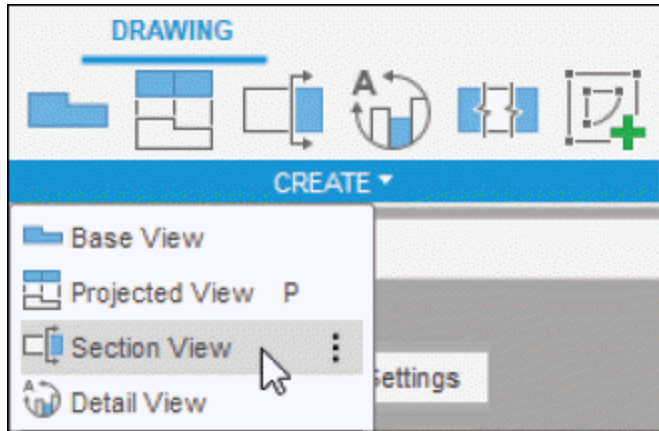 DRAWING
A
CREATE
Base View
Projected View P
Section View
Settings
A
Detail View